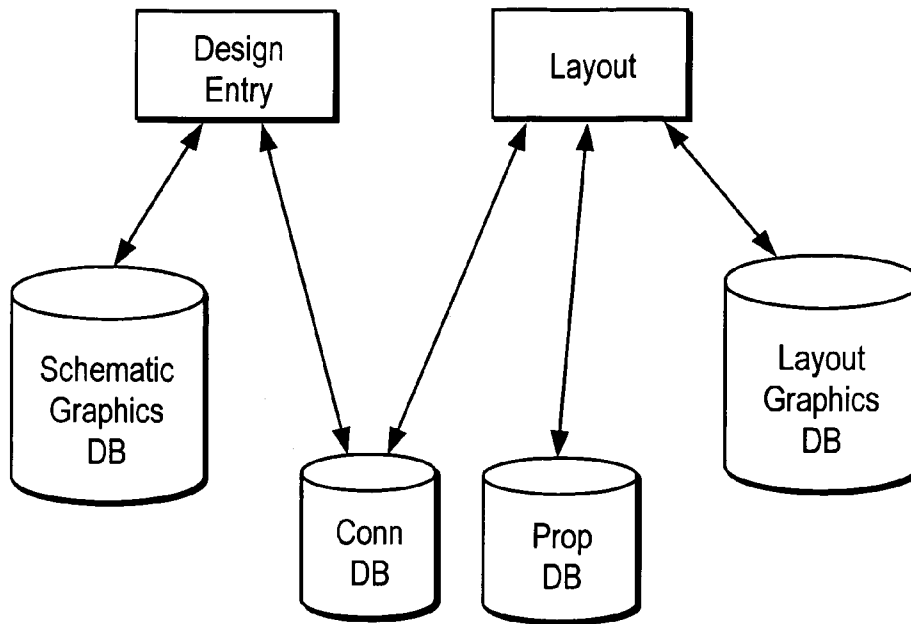 Design
Entry
Layout
Schematic
Graphics
DB
Layout
Graphics
DB
Conn
DB
Prop
DB